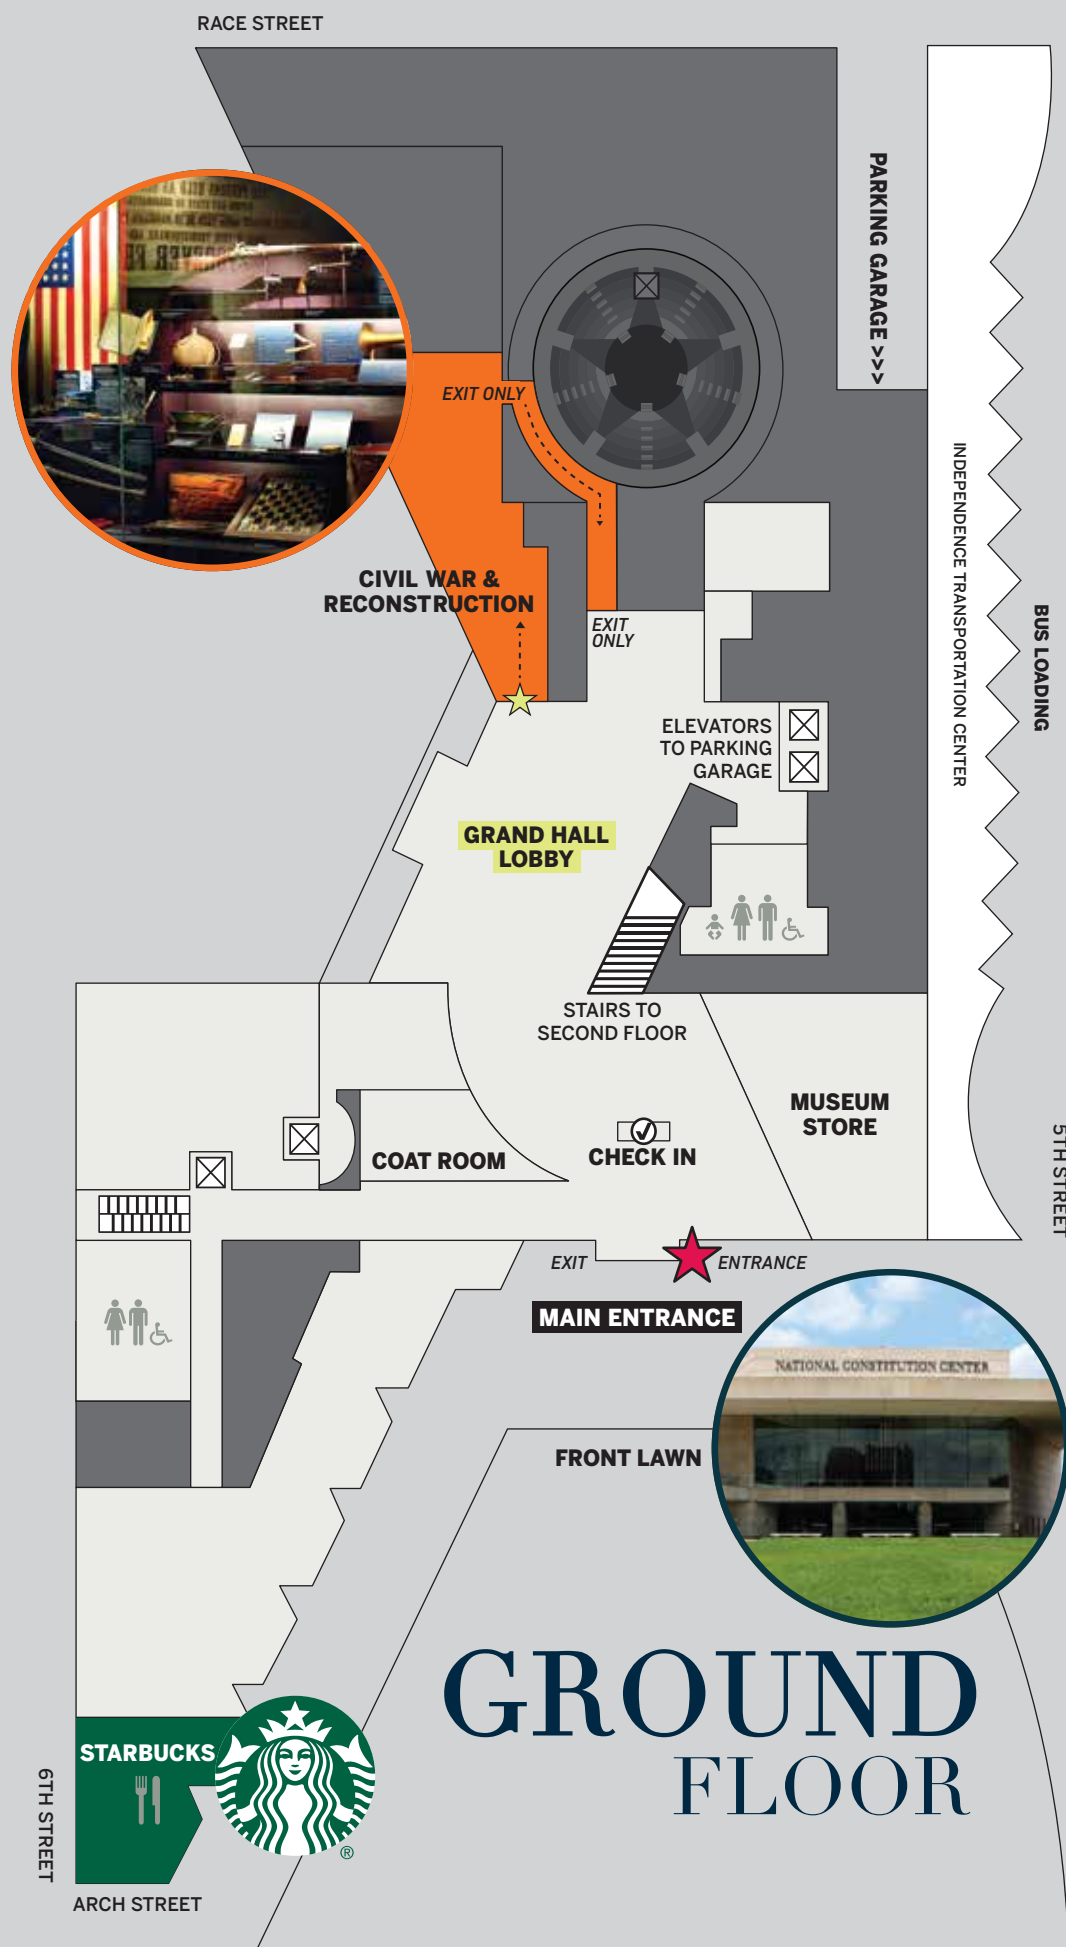 RACE STREET
PARKING GARAGE >>>
EXIT ONLY
INDEPENDENCE TRANSPORTATION CENTER
BUS LOADING
CIVIL WAR &
RECONSTRUCTION
EXIT
ONLY
ELEVATORS
TO PARKING
GARAGE
GRAND HALL
LOBBY
STAIRS TO
SECOND FLOOR
MUSEUM
STORE
COAT ROOM
CHECK IN
5TH STREET
EXIT
ENTRANCE
MAIN ENTRANCE
NATIONAL CONSTITUTION CENTER
FRONT LAWN
GROUND
FLOOR
STARBUCKS
®
6TH STREET
ARCH STREET